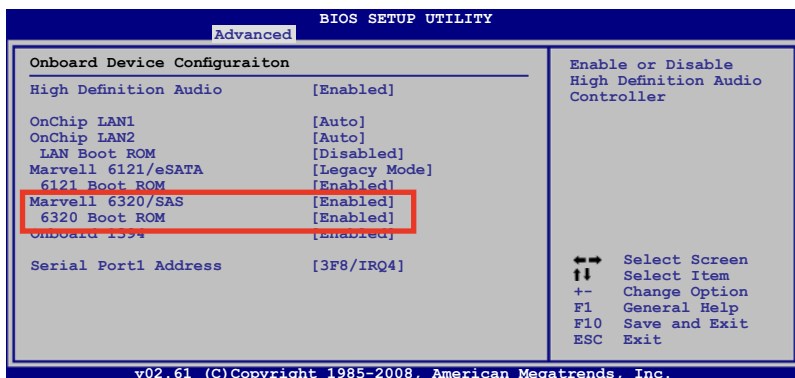 BIOS SETUP UTILITY
Advanced
Onboard Device Configuraiton
High Definition Audio [Enabled]
OnChip LAN1 [Auto]
OnChip LAN2 [Auto]
LAN Boot ROM [Disabled]
Marvell 6121/eSATA [Legacy Mode]
6121 Boot ROM [Enabled]
Marvell 6320/SAS [Enabled]
6320 Boot ROM [Enabled]
Onboard 1394 [Enabled]
Serial Port1 Address [3F8/IRQ4]
Enable or Disable
High Definition Audio
Controller
Select Screen
Select Item
+- Change Option
F1 General Help
F10 Save and Exit
ESC Exit
v02.61 (C)Copyright 1985-2008, American Megatrends, Inc.